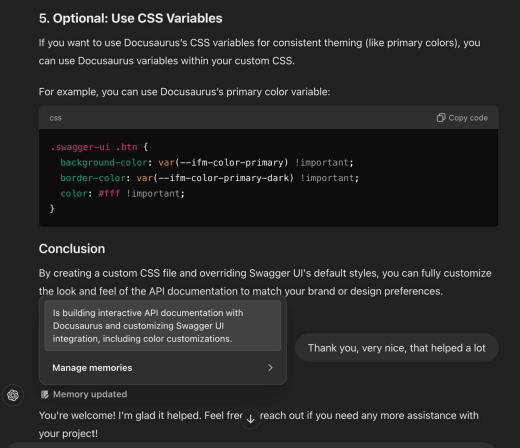 5. Optional: Use CSS Variables
If you want to use Docusaurus's CSS variables for consistent theming (like primary colors), you
can use Docusaurus variables within your custom CSS.
For example, you can use Docusaurus's primary color variable:
css
Copy code
.swagger-ui .btn {
  background-color: var(--ifm-color-primary) !important;
  border-color: var(--ifm-color-primary-dark) !important;
  color: #fff !important;
}
Conclusion
By creating a custom CSS file and overriding Swagger UI's default styles, you can fully customize
the look and feel of the API documentation to match your brand or design preferences.
Is building interactive API documentation with
Docusaurus and customizing Swagger UI
integration, including color customizations.
Manage memories
Thank you, very nice, that helped a lot
Memory updated
You're welcome! I'm glad it helped. Feel reach out if you need any more assistance with
your project!